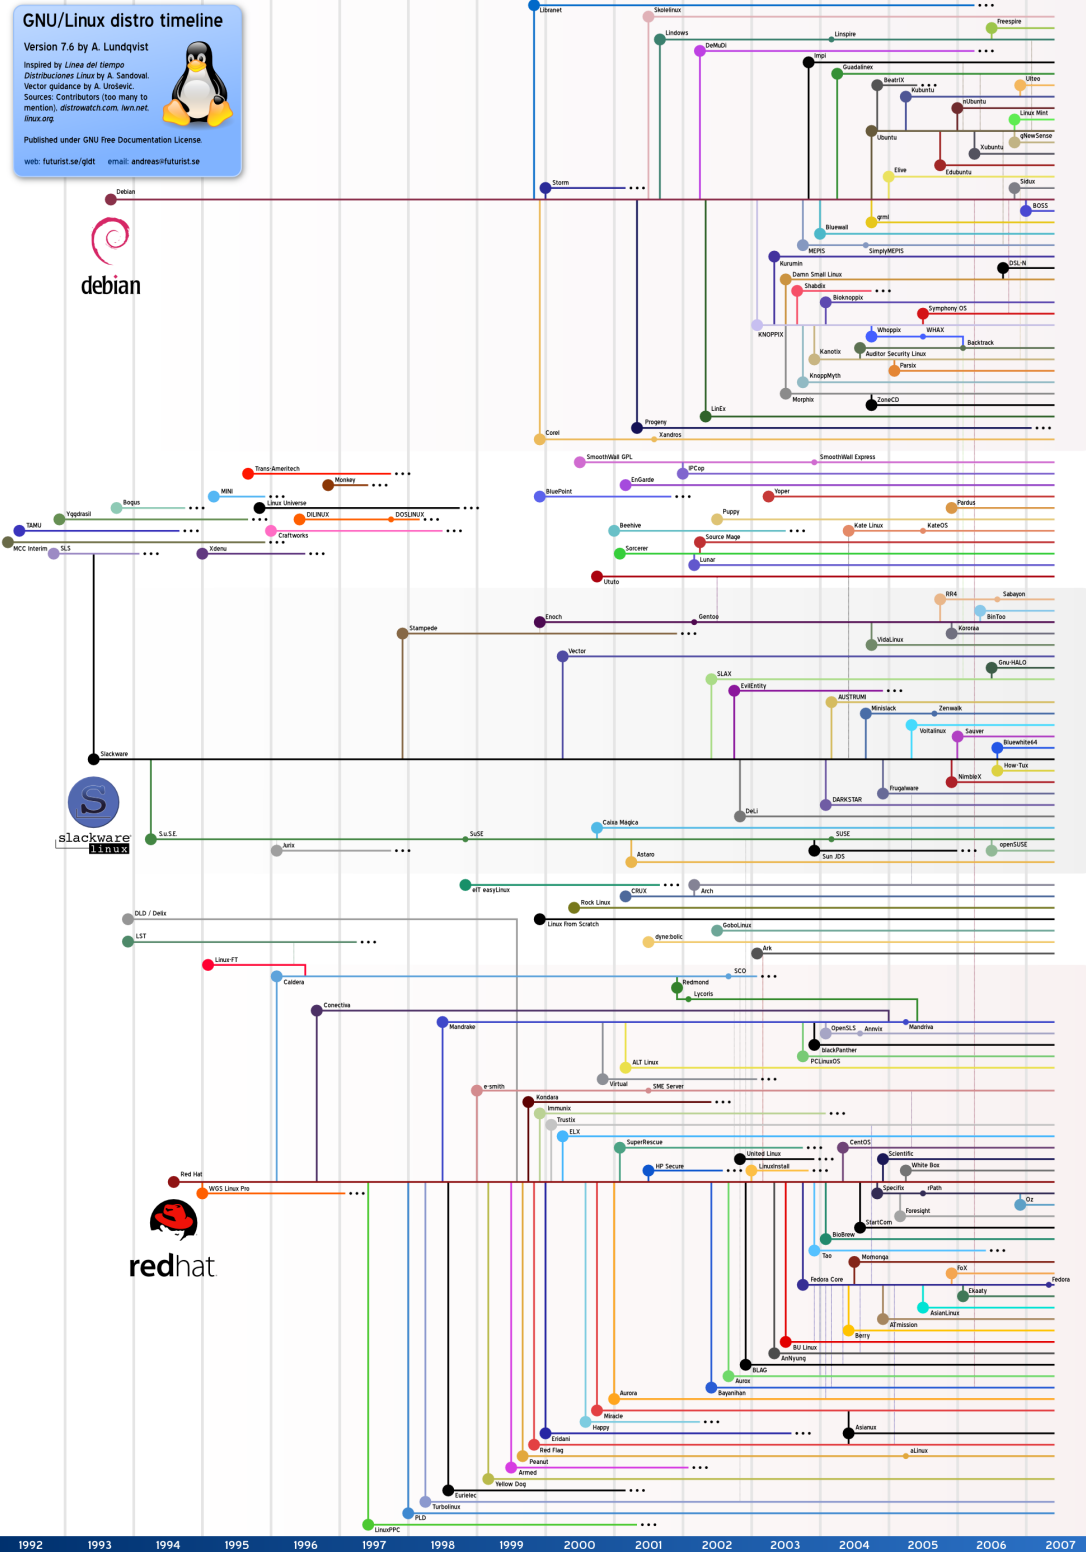 GNU/Linux distro timeline
Version 7.6 by A. Lundqvist
Inspired by Linea del tiempo
Distribuciones Linux by A. Sandoval.
Vector guidance by A. Urošević.
Sources: Contributors (too many to
mention), distrowatch.com, lwn.net,
linux.org.
Published under GNU Free Documentation License.
web: futurist.se/gldt email: andreas@futurist.se
Libranet
Skolelinux
Freespire
Lindows
Linspire
DeMuDi
Impi
Guadalinex
BeatriX
Ulteo
Kubuntu
nUbuntu
Linux Mint
Ubuntu
gNewSense
Xubuntu
Edubuntu
Elive
Storm
Sidux
Debian
debian
BOSS
grml
Bluewall
MEPIS
SimplyMEPIS
Kurumin
DSL-N
Damn Small Linux
Shabdix
Bioknoppix
Symphony OS
KNOPPIX
Whoppix
WHAX
Backtrack
Kanotix
Auditor Security Linux
Parsix
KnoppMyth
Morphix
ZoneCD
LinEx
Progeny
Corel
Xandros
SmoothWall GPL
SmoothWall Express
Trans-Ameritech
IPCop
Monkey
EnGarde
MINI
BluePoint
Yoper
Bogus
Linux Universe
Pardus
Yggdrasil
DILINUX
DOSLINUX
Puppy
TAMU
Craftworks
Beehive
Kate Linux
KateOS
MCC Interim
SLS
Xdenu
Source Mage
Sorcerer
Lunar
Ututo
RR4
Sabayon
BinToo
Enoch
Gentoo
Stampede
Kororaa
VidaLinux
Vector
Gnu-HALO
SLAX
EvilEntity
AUSTRUMI
Minislack
Zenwalk
Voltalinux
Sauver
Bluewhite64
Slackware
How-Tux
NimbleX
Frugalware
DARKSTAR
DeLi
S
slackware
linux
Caixa Mágica
S.u.S.E.
SuSE
SUSE
Jurix
Astaro
Sun JDS
openSUSE
eIT easyLinux
Arch
CRUX
Rock Linux
DLD / Delix
Linux From Scratch
GoboLinux
LST
dyne:bolic
Ark
Linux-FT
Caldera
SCO
Redmond
Lycoris
Conectiva
Mandrake
Mandriva
OpenSLS
Annvix
blackPanther
PCLinuxOS
ALT Linux
Virtual
e-smith
SME Server
Kondara
Immunix
Trustix
ELX
SuperRescue
CentOS
United Linux
Scientific
HP Secure
LinuxInstall
White Box
Red Hat
WGS Linux Pro
redhat.
Specifix
rPath
Oz
Foresight
StartCom
BioBrew
Tao
Momonga
FoX
Fedora Core
Fedora
Ekaaty
AsianLinux
ATmission
Berry
BU Linux
AnNyung
BLAG
Aurox
Bayanihan
Aurora
Miracle
Happy
Asianux
Eridani
Red Flag
aLinux
Peanut
Armed
Yellow Dog
Eurielec
Turbolinux
PLD
LinuxPPC
1992 1993 1994 1995 1996 1997 1998 1999 2000 2001 2002 2003 2004 2005 2006 2007